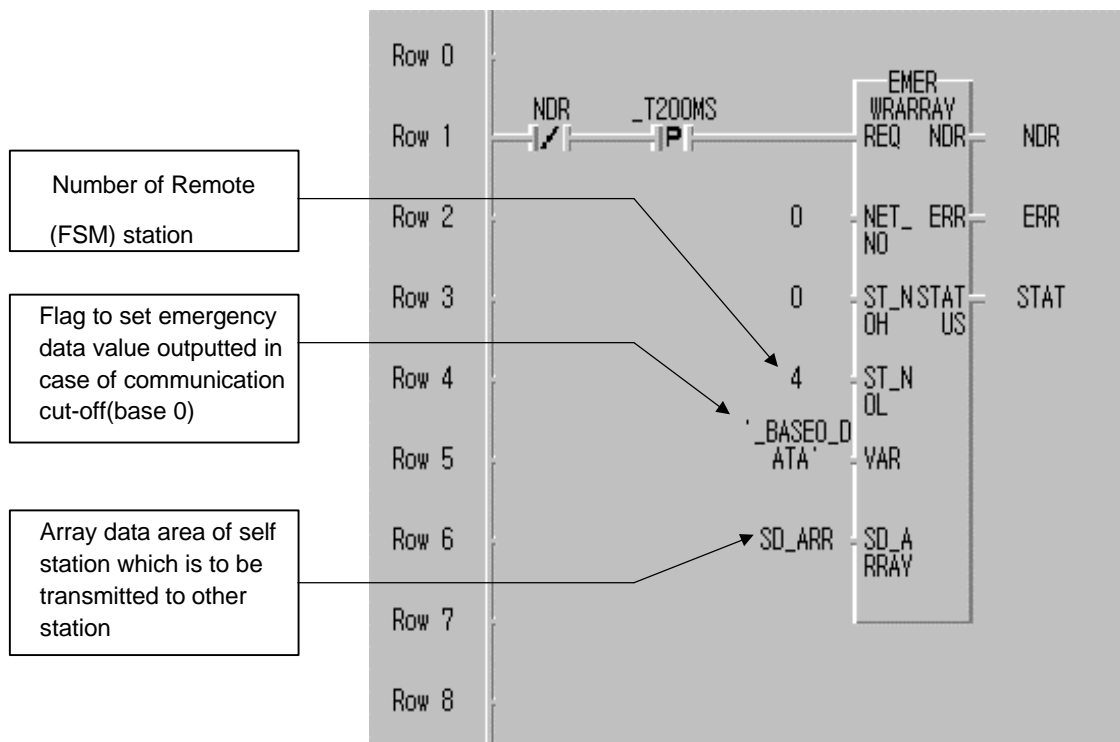 Row 0
EMER
NDR _T200MS WRARRAY
Row 1 P REQ NDR NDR
Number of Remote
(FSM) station
Row 2 0 NET_ ERR ERR
NO
Row 3 0 ST_N STAT STAT
OH US
Flag to set emergency
data value outputted in
case of communication
cut-off(base 0)
Row 4 4 ST_N
OL
'_BASE0_D
Row 5 ATA' VAR
Array data area of self
station which is to be
transmitted to other
station
Row 6 SD_ARR SD_A
RRAY
Row 7
Row 8